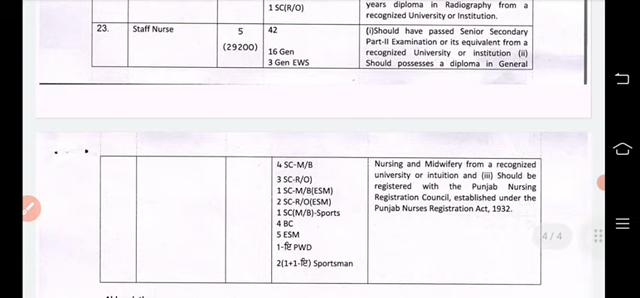 1 SC(R/O)
years diploma in Radiography from a
recognized University or Institution.
23.
Staff Nurse
5
(29200)
42
16 Gen
3 Gen EWS
(i)Should have passed Senior Secondary
Part-II Examination or its equivalent from a
recognized University or institution (ii)
Should possesses a diploma in General
4 SC-M/B
3 SC-R/O)
1 SC-M/B(ESM)
2 SC-R/O(ESM)
1 SC(M/B)-Sports
4 BC
5 ESM
1-ਇ PWD
2(1+1-ਇ) Sportsman
Nursing and Midwifery from a recognized
university or intuition and (iii) Should be
registered with the Punjab Nursing
Registration Council, established under the
Punjab Nurses Registration Act, 1932.
4/4